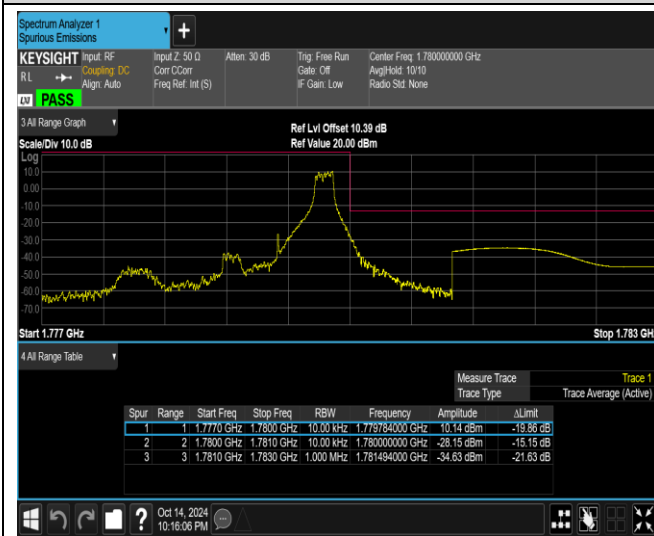 Spectrum Analyzer 1
Spurious Emissions
+
KEYSIGHT Input: RF Input Z: 50 Ω Atten: 30 dB Trig: Free Run Center Freq: 1.780000000 GHz
RL Coupling: DC Corr CCorr Gate: Off Avg|Hold: 10/10
Align: Auto Freq Ref: Int (S) IF Gain: Low Radio Std: None
LXI PASS
3 All Range Graph
Ref Lvl Offset 10.39 dB
Scale/Div 10.0 dB Ref Value 20.00 dBm
Log
10.0
0.00
-10.0
-20.0
-30.0
-40.0
-50.0
-60.0
-70.0
Start 1.777 GHz Stop 1.783 GH
4 All Range Table
Measure Trace Trace 1
Trace Type Trace Average (Active)
Spur Range Start Freq Stop Freq RBW Frequency Amplitude ΔLimit
1 1 1.7770 GHz 1.7800 GHz 10.00 kHz 1.779784000 GHz 10.14 dBm -19.86 dB
2 2 1.7800 GHz 1.7810 GHz 10.00 kHz 1.780000000 GHz -28.15 dBm -15.15 dB
3 3 1.7810 GHz 1.7830 GHz 1.000 MHz 1.781494000 GHz -34.63 dBm -21.63 dB
? Oct 14, 2024
10:16:06 PM